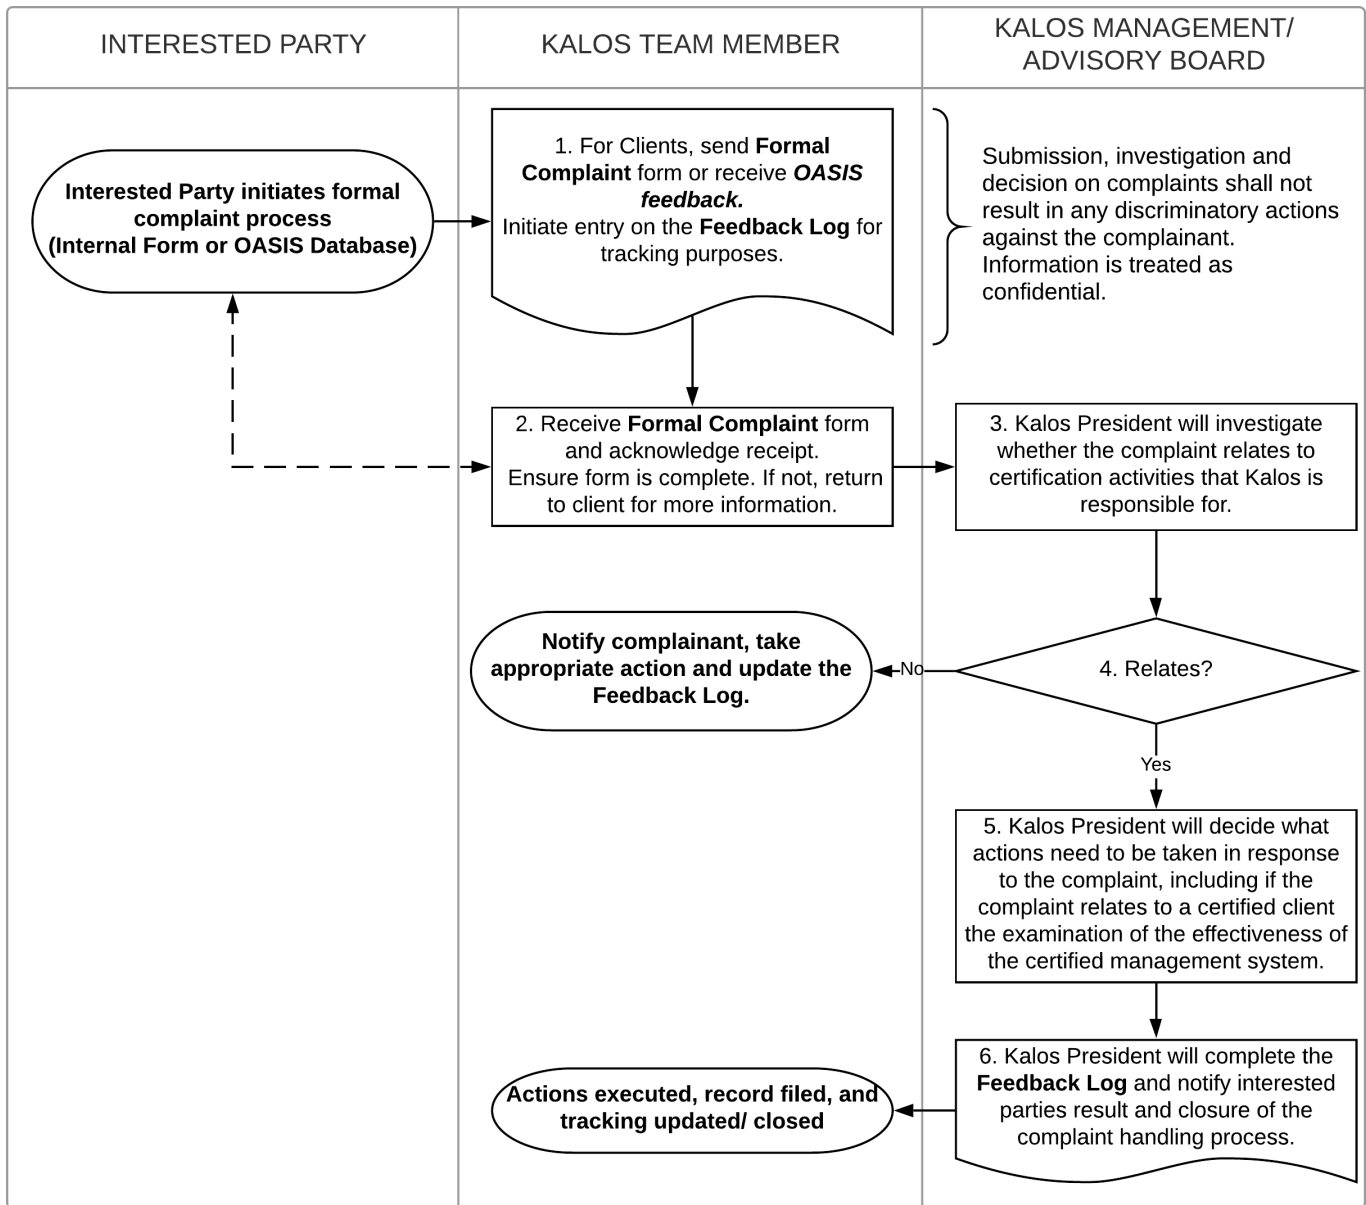 INTERESTED PARTY
KALOS TEAM MEMBER
KALOS MANAGEMENT/
ADVISORY BOARD
Interested Party initiates formal
complaint process
(Internal Form or OASIS Database)
1. For Clients, send Formal
Complaint form or receive OASIS
feedback.
Initiate entry on the Feedback Log for
tracking purposes.
Submission, investigation and
decision on complaints shall not
result in any discriminatory actions
against the complainant.
Information is treated as
confidential.
2. Receive Formal Complaint form
and acknowledge receipt.
Ensure form is complete. If not, return
to client for more information.
3. Kalos President will investigate
whether the complaint relates to
certification activities that Kalos is
responsible for.
Notify complainant, take
appropriate action and update the
Feedback Log.
No
4. Relates?
Yes
5. Kalos President will decide what
actions need to be taken in response
to the complaint, including if the
complaint relates to a certified client
the examination of the effectiveness of
the certified management system.
6. Kalos President will complete the
Feedback Log and notify interested
parties result and closure of the
complaint handling process.
Actions executed, record filed, and
tracking updated/ closed